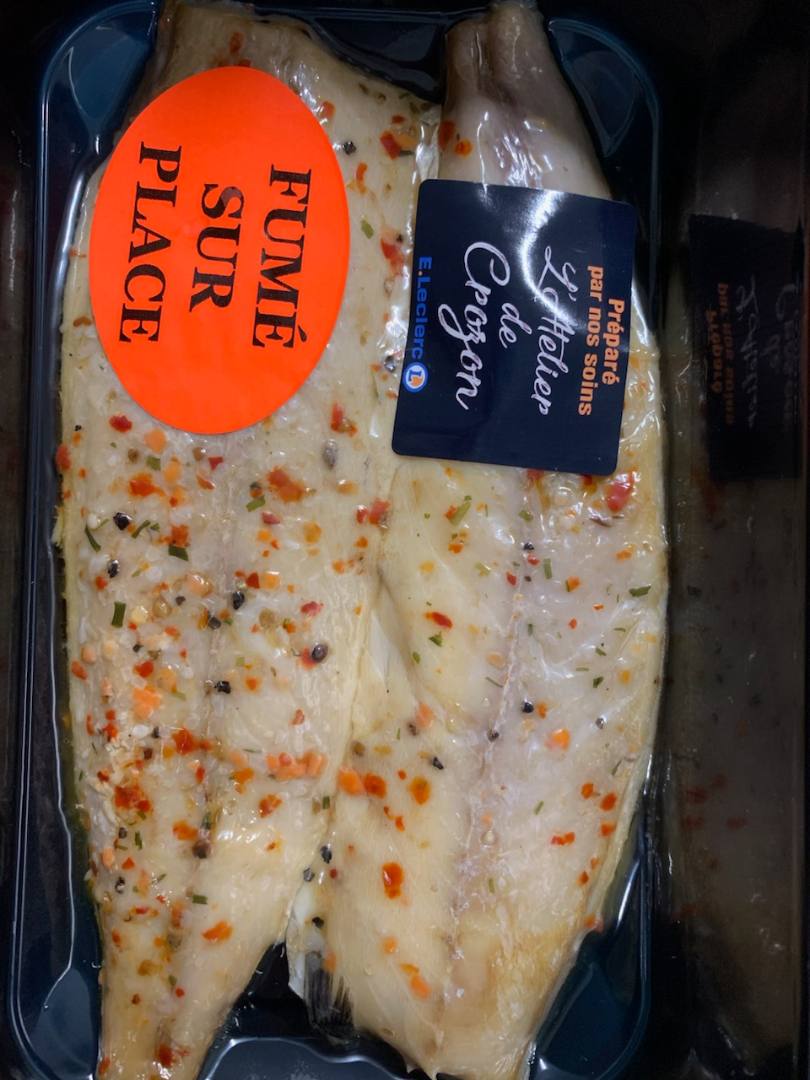 FUMÉ
SUR
PLACE
Préparé
par nos soins
L'Atelier
de
Crozon
E.Leclerc L